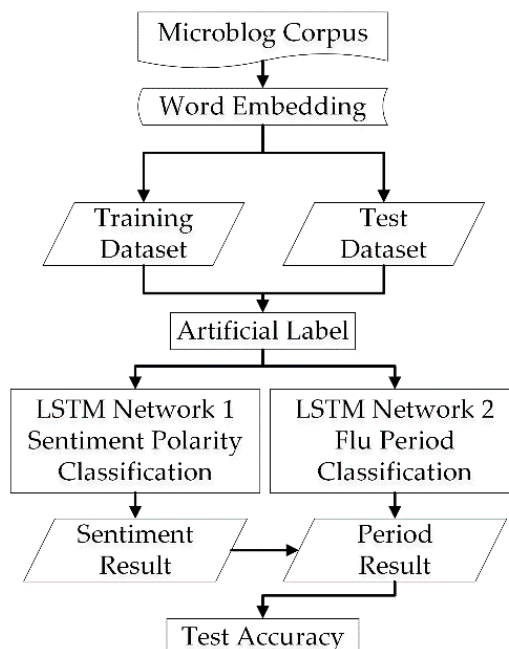 Microblog Corpus
Word Embedding
Training
Dataset
Test
Dataset
Artificial Label
LSTM Network 1
Sentiment Polarity
Classification
LSTM Network 2
Flu Period
Classification
Sentiment
Result
Period
Result
Test Accuracy